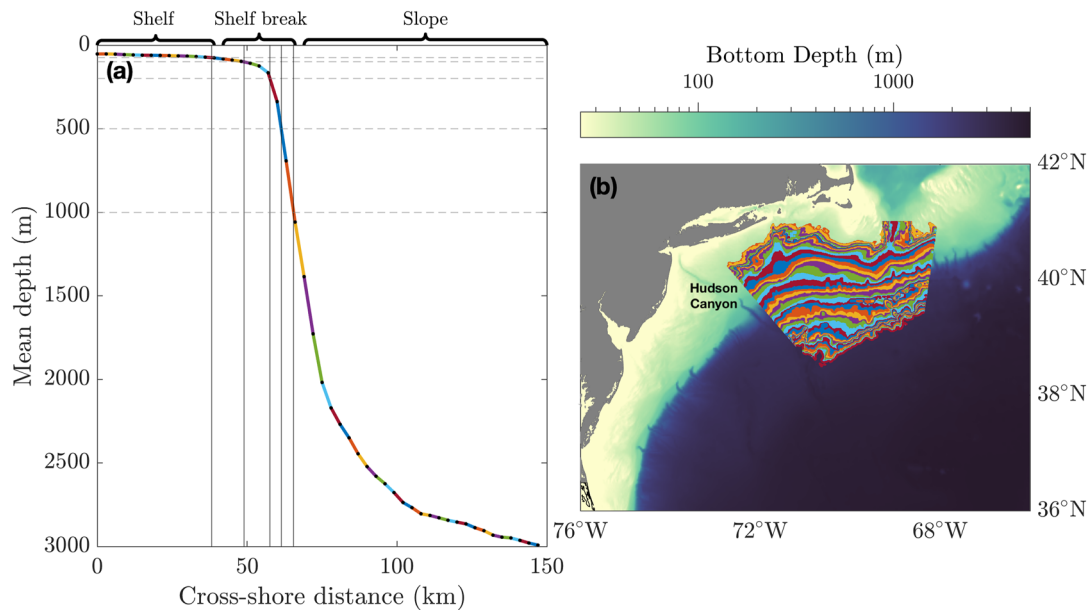 Shelf
Shelf break
Slope
(a)
0
500
1000
1500
2000
2500
3000
Mean depth (m)
0
50
100
150
Cross-shore distance (km)
Bottom Depth (m)
100
1000
(b)
Hudson
Canyon
42°N
40°N
38°N
36°N
76°W
72°W
68°W